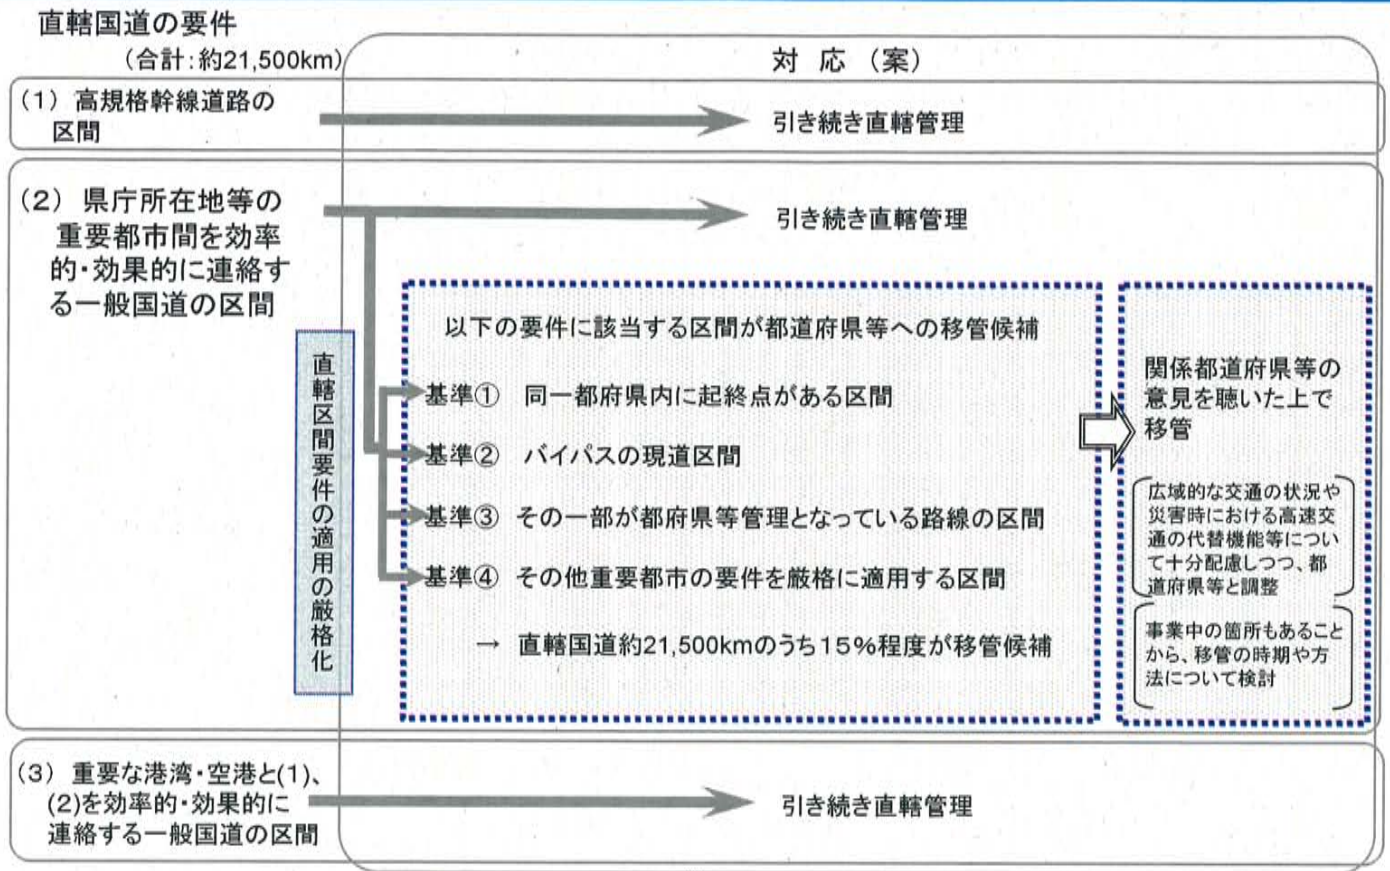 直轄国道の要件
(合計:約21,500km)
対 応 (案)
(1) 高規格幹線道路の
区間
引き続き直轄管理
(2) 県庁所在地等の
重要都市間を効率
的・効果的に連絡す
る一般国道の区間
引き続き直轄管理
直轄区間要件の適用の厳格化
以下の要件に該当する区間が都道府県等への移管候補
基準① 同一都府県内に起終点がある区間
基準② バイパスの現道区間
基準③ その一部が都府県等管理となっている路線の区間
基準④ その他重要都市の要件を厳格に適用する区間
→ 直轄国道約21,500kmのうち15%程度が移管候補
関係都道府県等の
意見を聴いた上で
移管
広域的な交通の状況や
災害時における高速交
通の代替機能等につい
て十分配慮しつつ、都
道府県等と調整
事業中の箇所もあること
から、移管の時期や方
法について検討
(3) 重要な港湾・空港と(1)、
(2)を効率的・効果的に
連絡する一般国道の区間
引き続き直轄管理